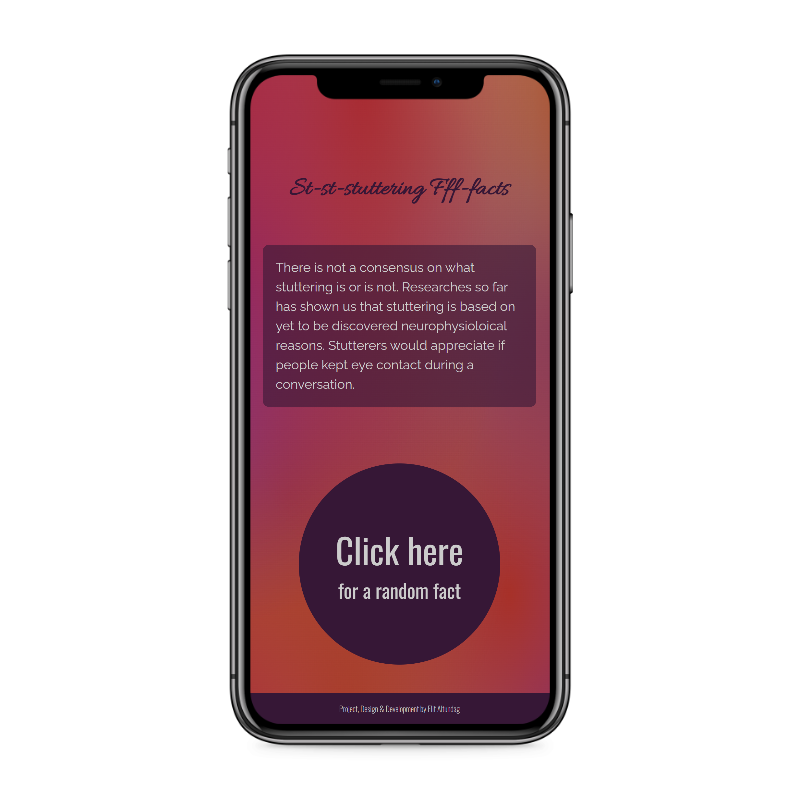 St-st-stuttering Fff-facts
There is not a consensus on what
stuttering is or is not. Researches so far
has shown us that stuttering is based on
yet to be discovered neurophysioloical
reasons. Stutterers would appreciate if
people kept eye contact during a
conversation.
Click here
for a random fact
Project, Design & Development by Elif Altundag